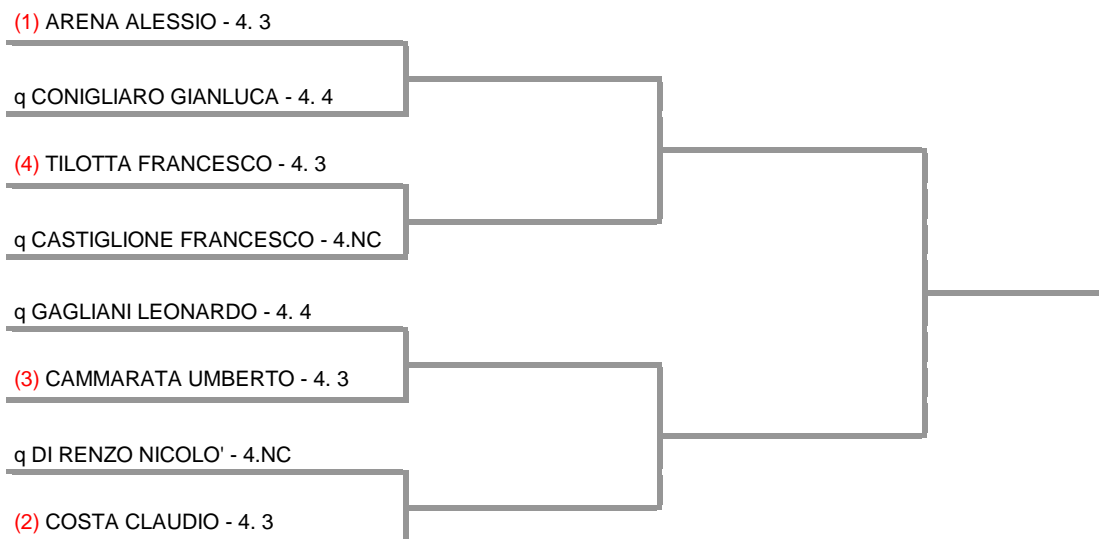 (1) ARENA ALESSIO - 4. 3
q CONIGLIARO GIANLUCA - 4. 4
(4) TILOTTA FRANCESCO - 4. 3
q CASTIGLIONE FRANCESCO - 4.NC
q GAGLIANI LEONARDO - 4. 4
(3) CAMMARATA UMBERTO - 4. 3
q DI RENZO NICOLO' - 4.NC
(2) COSTA CLAUDIO - 4. 3